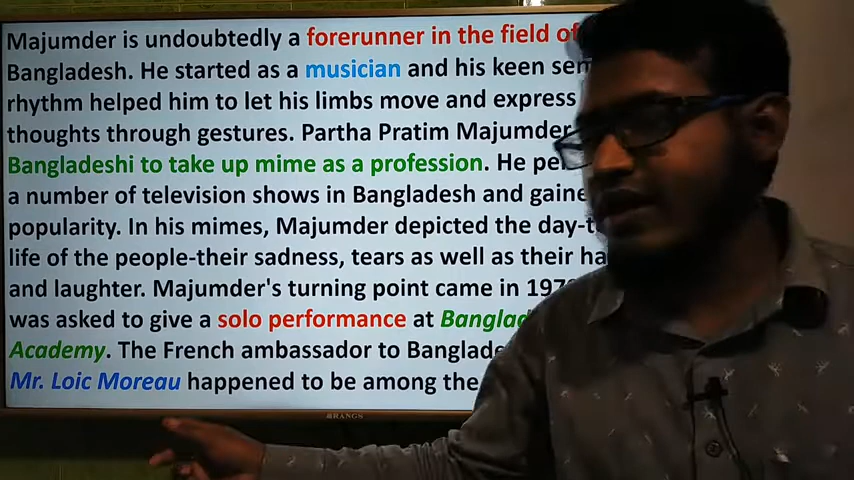 Majumder is undoubtedly a forerunner in the field of
Bangladesh. He started as a musician and his keen
rhythm helped him to let his limbs move and express
thoughts through gestures. Partha Pratim Majumder
Bangladeshi to take up mime as a profession. He
a number of television shows in Bangladesh and
popularity. In his mimes, Majumder depicted the
life of the people-their sadness, tears as well as their
and laughter. Majumder's turning point came in
was asked to give a solo performance at
Academy. The French ambassador to
Mr. Loic Moreau happened to be among the
RANGS